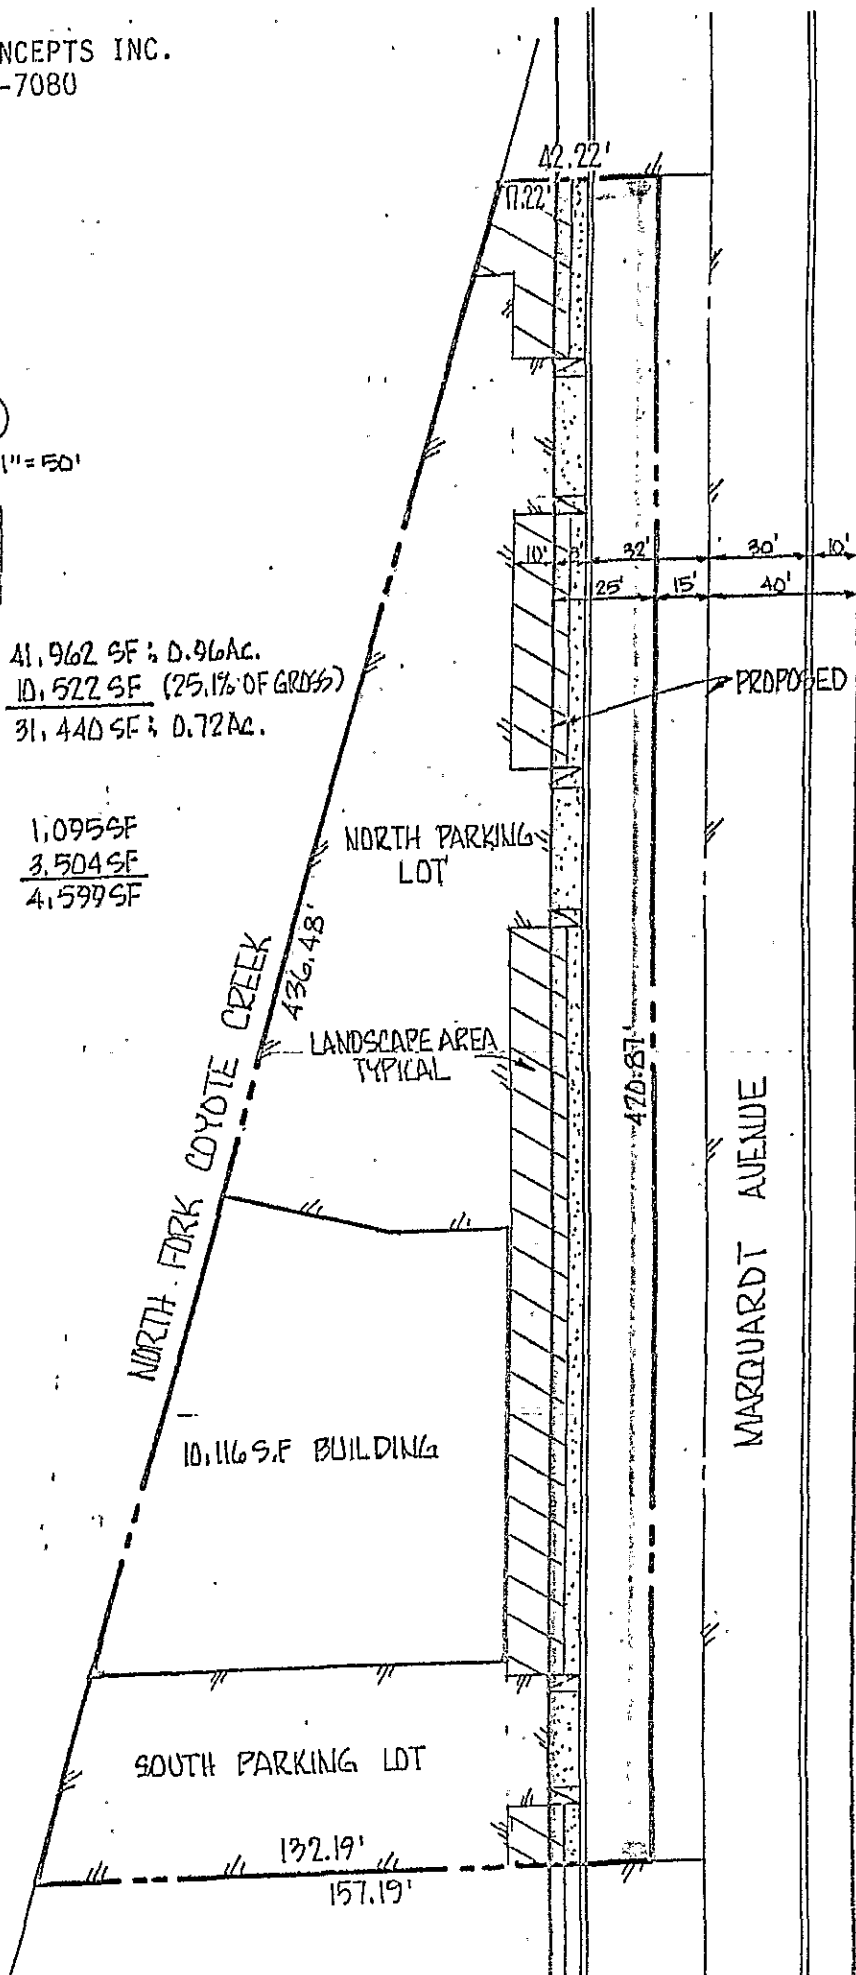 NCEPTS INC.
-7080
42.22'
17.22'
1"=50'
10' 8' 32' 30' 10'
25' 15' 40'
41,962 SF; 0.96Ac.
10,522 SF (25.1% OF GROSS)
31,440 SF; 0.72Ac.
PROPOSED
1,095SF
3,504SF
4,599SF
NORTH PARKING
LOT
436.48'
NORTH FORK COYOTE CREEK
LANDSCAPE AREA
TYPICAL
420.87'
MARQUARDT AVENUE
10,116 S.F BUILDING
SOUTH PARKING LOT
132.19'
157.19'